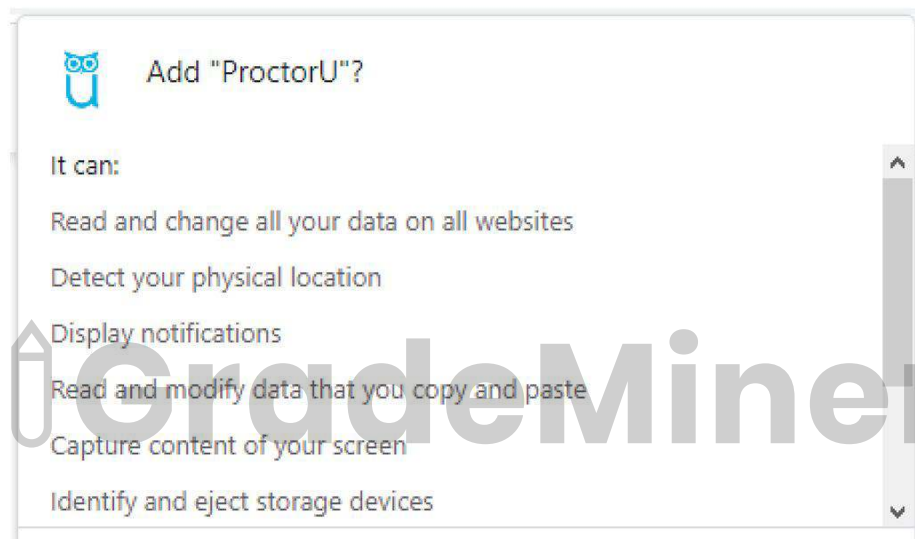 Add "ProctorU"?
It can:
Read and change all your data on all websites
Detect your physical location
Display notifications
Read and modify data that you copy and paste
GradeMiner
Capture content of your screen
Identify and eject storage devices